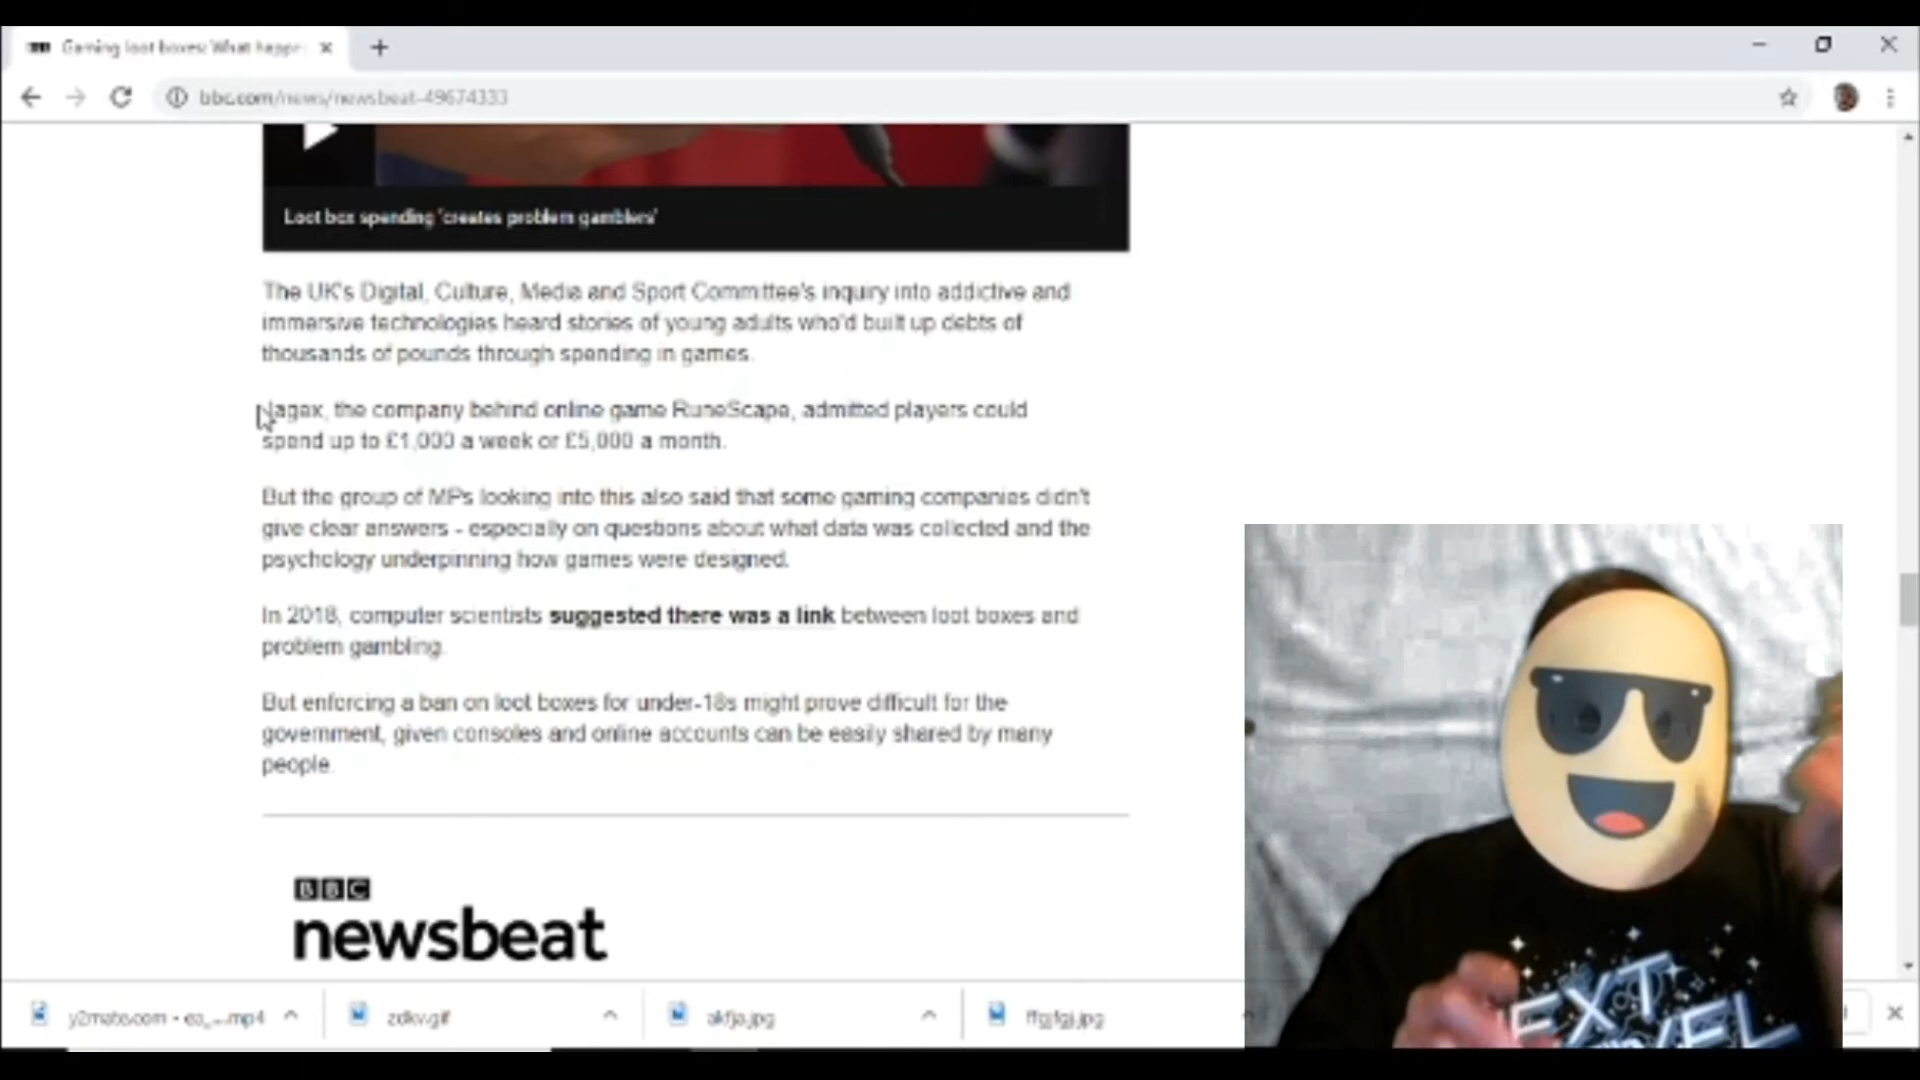 Gaming loot boxes: What happe
bbc.com/news/newsbeat-49674333
Loot box spending 'creates problem gamblers'
The UK's Digital, Culture, Media and Sport Committee's inquiry into addictive and
immersive technologies heard stories of young adults who'd built up debts of
thousands of pounds through spending in games.
Jagex, the company behind online game RuneScape, admitted players could
spend up to £1,000 a week or £5,000 a month.
But the group of MPs looking into this also said that some gaming companies didn't
give clear answers - especially on questions about what data was collected and the
psychology underpinning how games were designed.
In 2018, computer scientists suggested there was a link between loot boxes and
problem gambling.
But enforcing a ban on loot boxes for under-18s might prove difficult for the
government, given consoles and online accounts can be easily shared by many
people.
BBC
newsbeat
y2mate.com - ea_....mp4
zdkv.gif
akfja.jpg
EXT
VEL